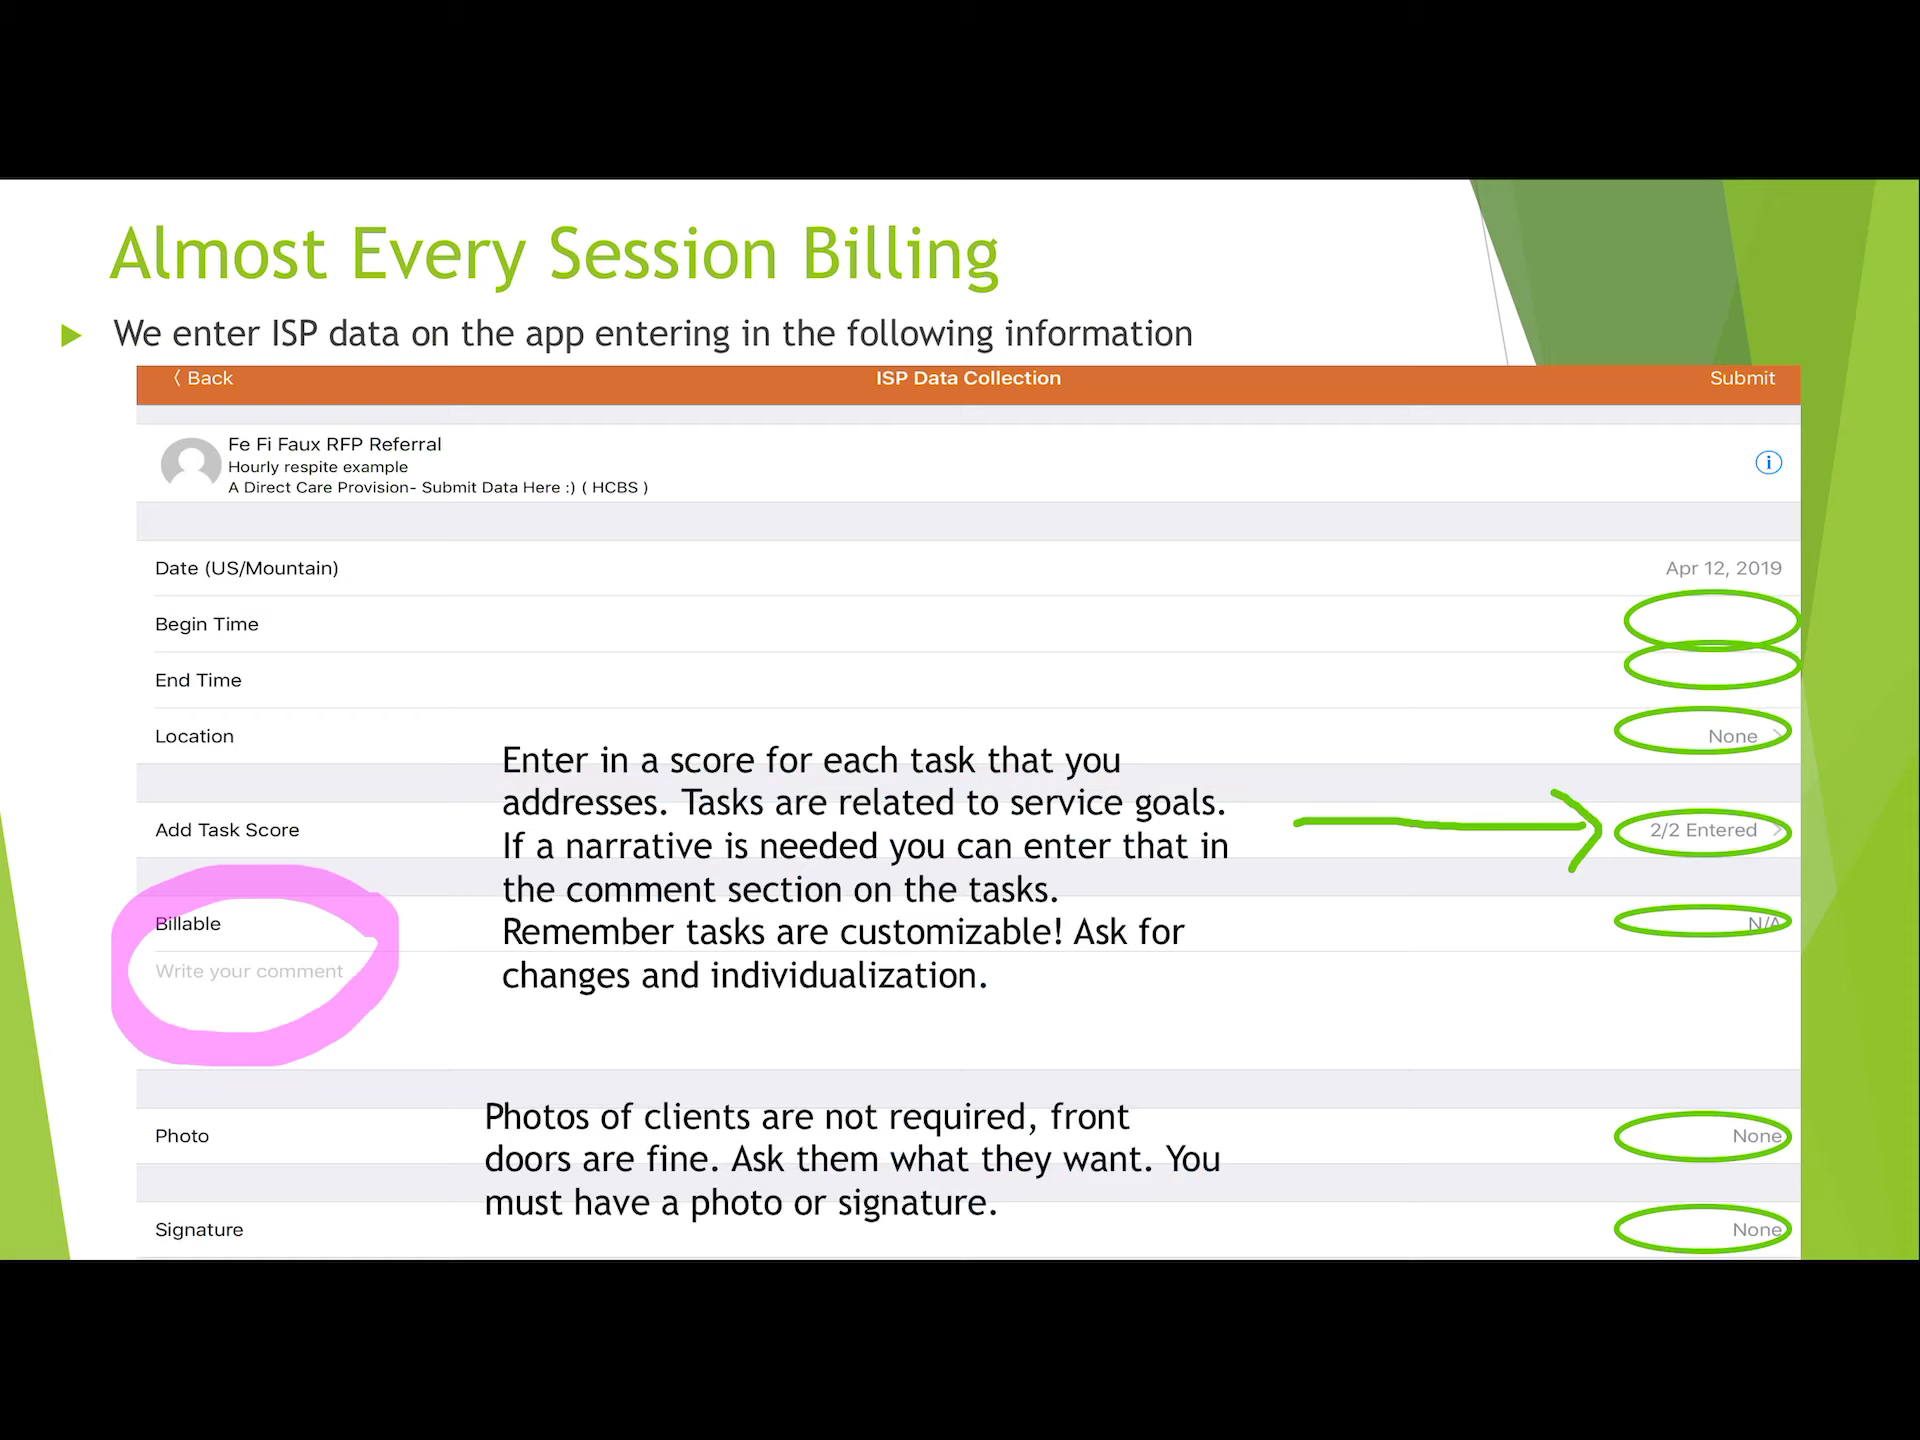 Almost Every Session Billing
We enter ISP data on the app entering in the following information
Back
ISP Data Collection
Submit
Fe Fi Faux RFP Referral
Hourly respite example
A Direct Care Provision- Submit Data Here :) ( HCBS )
Date (US/Mountain)
Apr 12, 2019
Begin Time
End Time
Location
None
Enter in a score for each task that you
addresses. Tasks are related to service goals.
If a narrative is needed you can enter that in
the comment section on the tasks.
Remember tasks are customizable! Ask for
changes and individualization.
Add Task Score
2/2 Entered
Billable
N/A
Write your comment
Photos of clients are not required, front
doors are fine. Ask them what they want. You
must have a photo or signature.
Photo
None
Signature
None